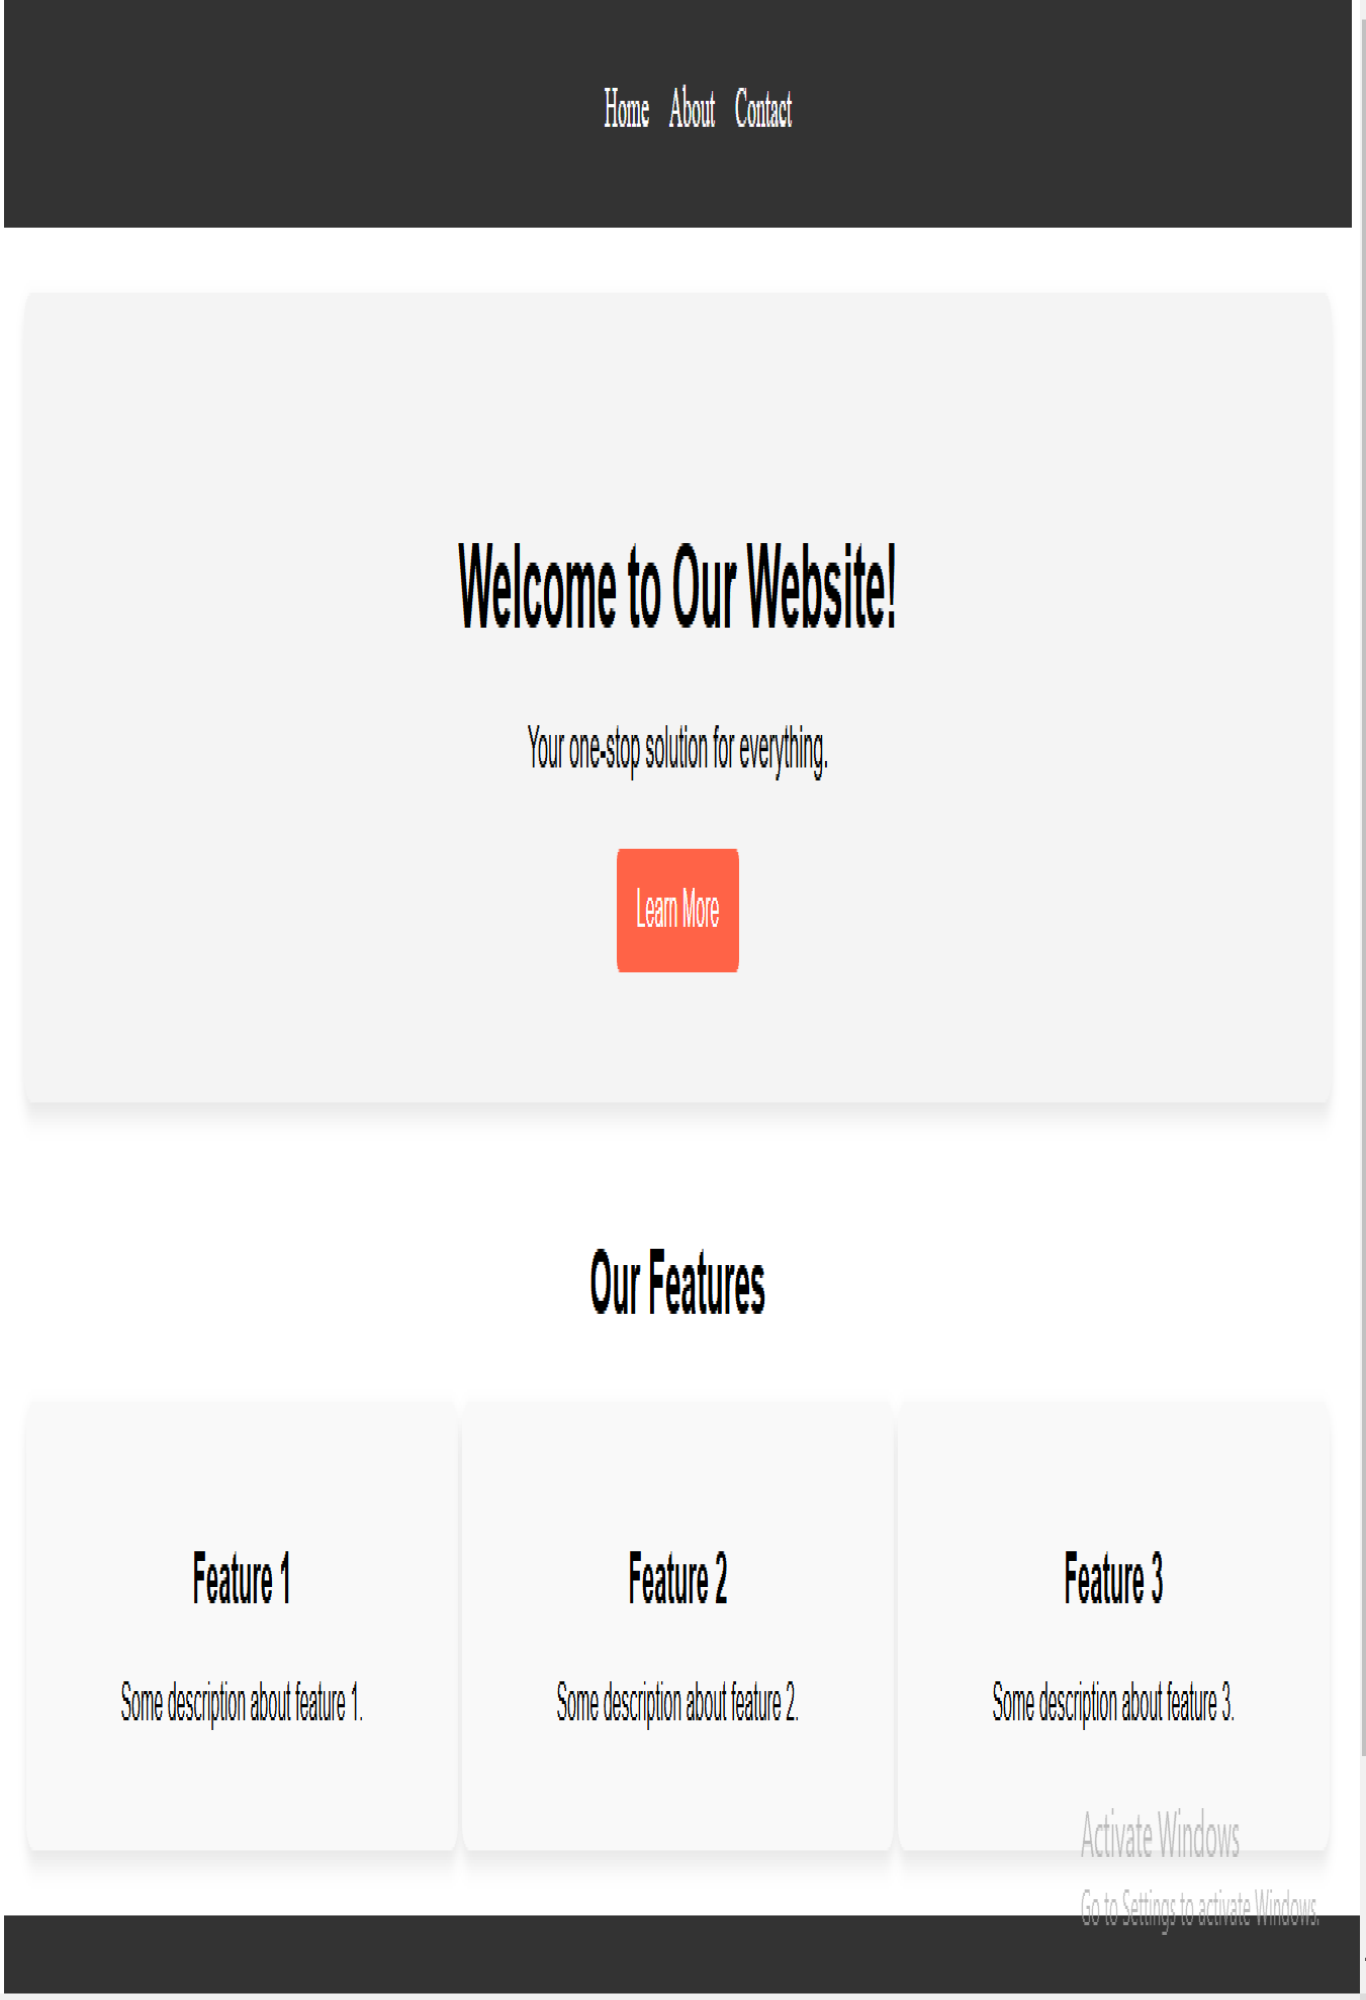 Home About Contact
Welcome to Our Website!
Your one-stop solution for everything.
Learn More
Our Features
Feature 1 Feature 2 Feature 3
Some description about feature 1. Some description about feature 2. Some description about feature 3.
Activate Windows
Go to Settings to activate Windows.